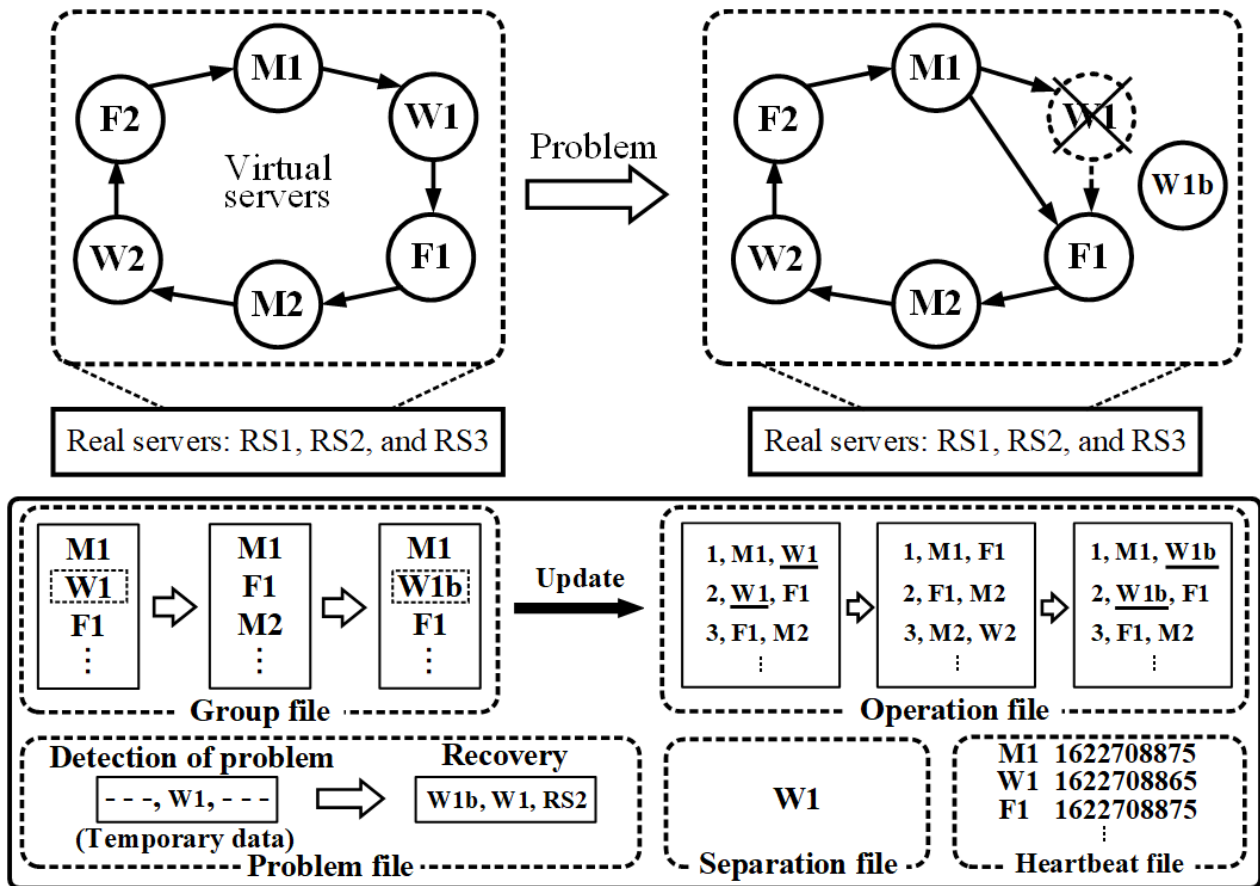 M1
F2
W1
Virtual
servers
W2
F1
M2
Problem
M1
F2
W1
W1b
W2
F1
M2
Real servers: RS1, RS2, and RS3
Real servers: RS1, RS2, and RS3
M1
W1
F1
⋮
M1
F1
M2
⋮
M1
W1b
F1
⋮
Group file
Update
1, M1, W1
2, W1, F1
3, F1, M2
⋮
1, M1, F1
2, F1, M2
3, M2, W2
⋮
1, M1, W1b
2, W1b, F1
3, F1, M2
⋮
Operation file
Detection of problem
- - -, W1, - - -
(Temporary data)
Recovery
W1b, W1, RS2
Problem file
W1
Separation file
M1 1622708875
W1 1622708865
F1 1622708875
⋮
Heartbeat file